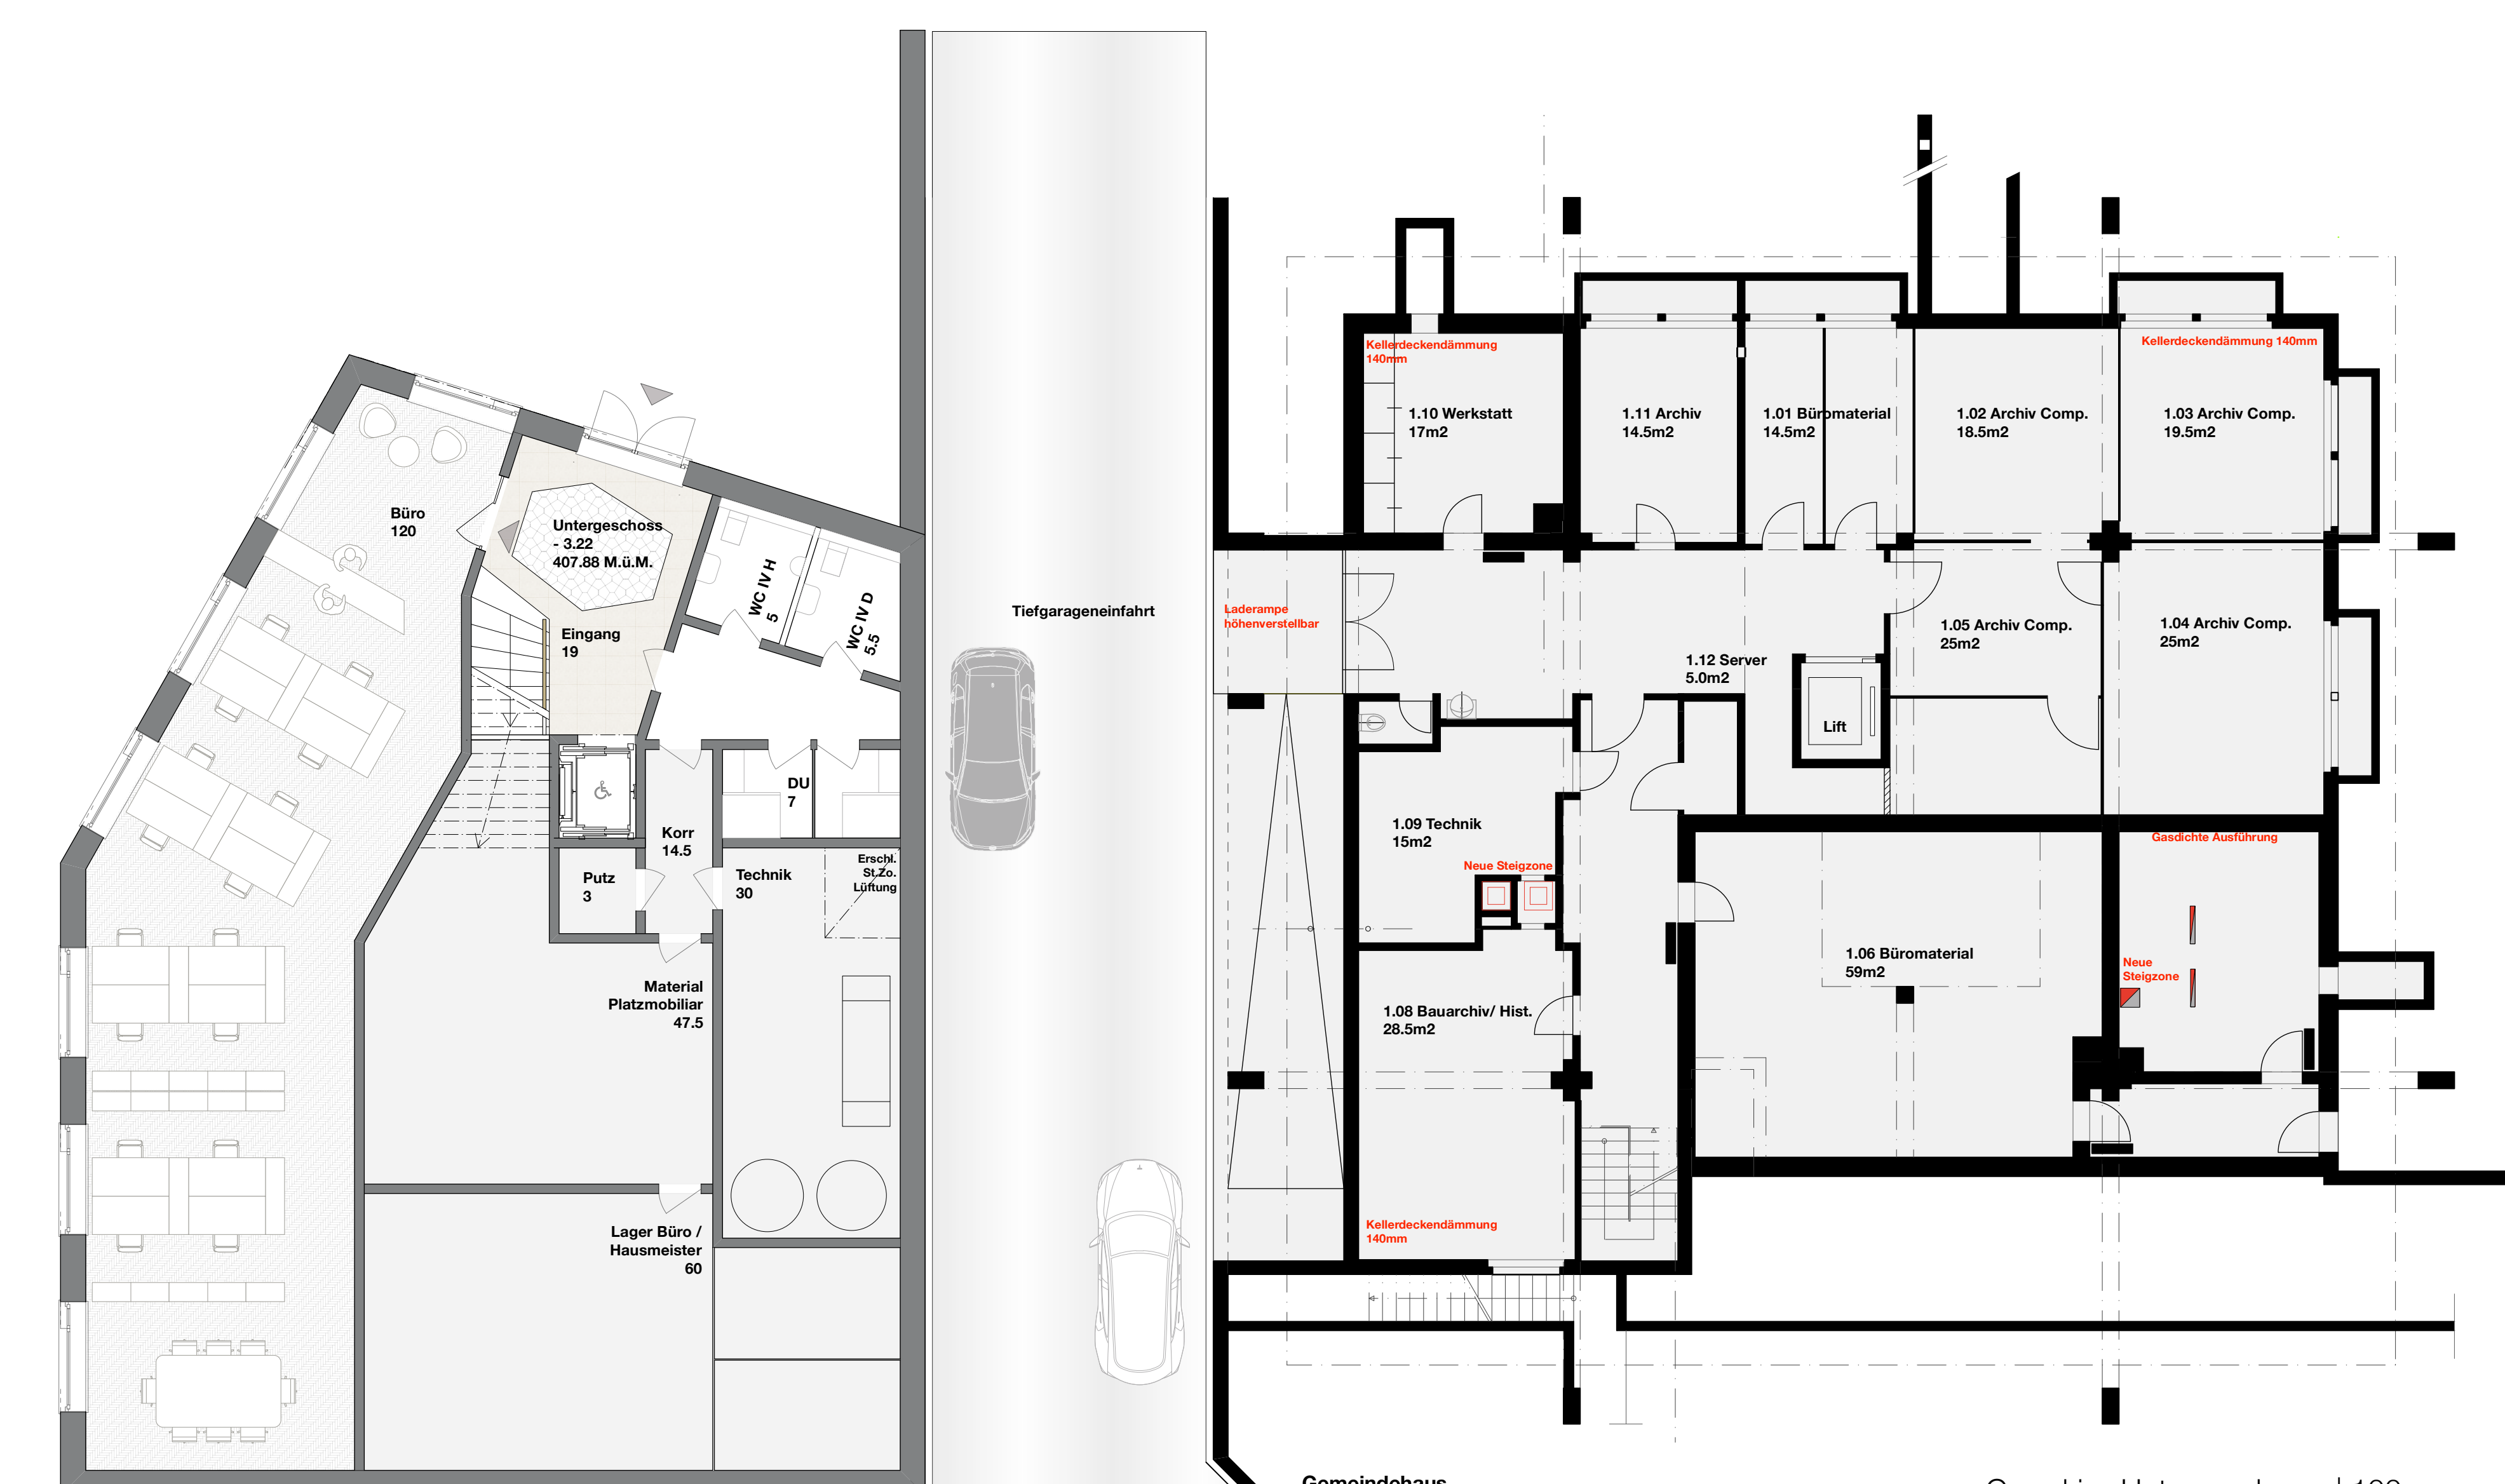 Büro
120
Untergeschoss
- 3.22
407.88 M.ü.M.
Eingang
19
WC IV H
5
WC IV D
5.5
DU
7
Korr
14.5
Putz
3
Technik
30
Erschl.
St.Zo.
Lüftung
Material
Platzmobiliar
47.5
Lager Büro /
Hausmeister
60
Tiefgarageneinfahrt
Laderampe
höhenverstellbar
Kellerdeckendämmung
140mm
1.10 Werkstatt
17m2
1.11 Archiv
14.5m2
1.01 Büromaterial
14.5m2
1.02 Archiv Comp.
18.5m2
Kellerdeckendämmung 140mm
1.03 Archiv Comp.
19.5m2
1.12 Server
5.0m2
Lift
1.05 Archiv Comp.
25m2
1.04 Archiv Comp.
25m2
1.09 Technik
15m2
Neue Steigzone
1.08 Bauarchiv/ Hist.
28.5m2
Kellerdeckendämmung
140mm
1.06 Büromaterial
59m2
Gasdichte Ausführung
Neue
Steigzone
Gemeindehaus